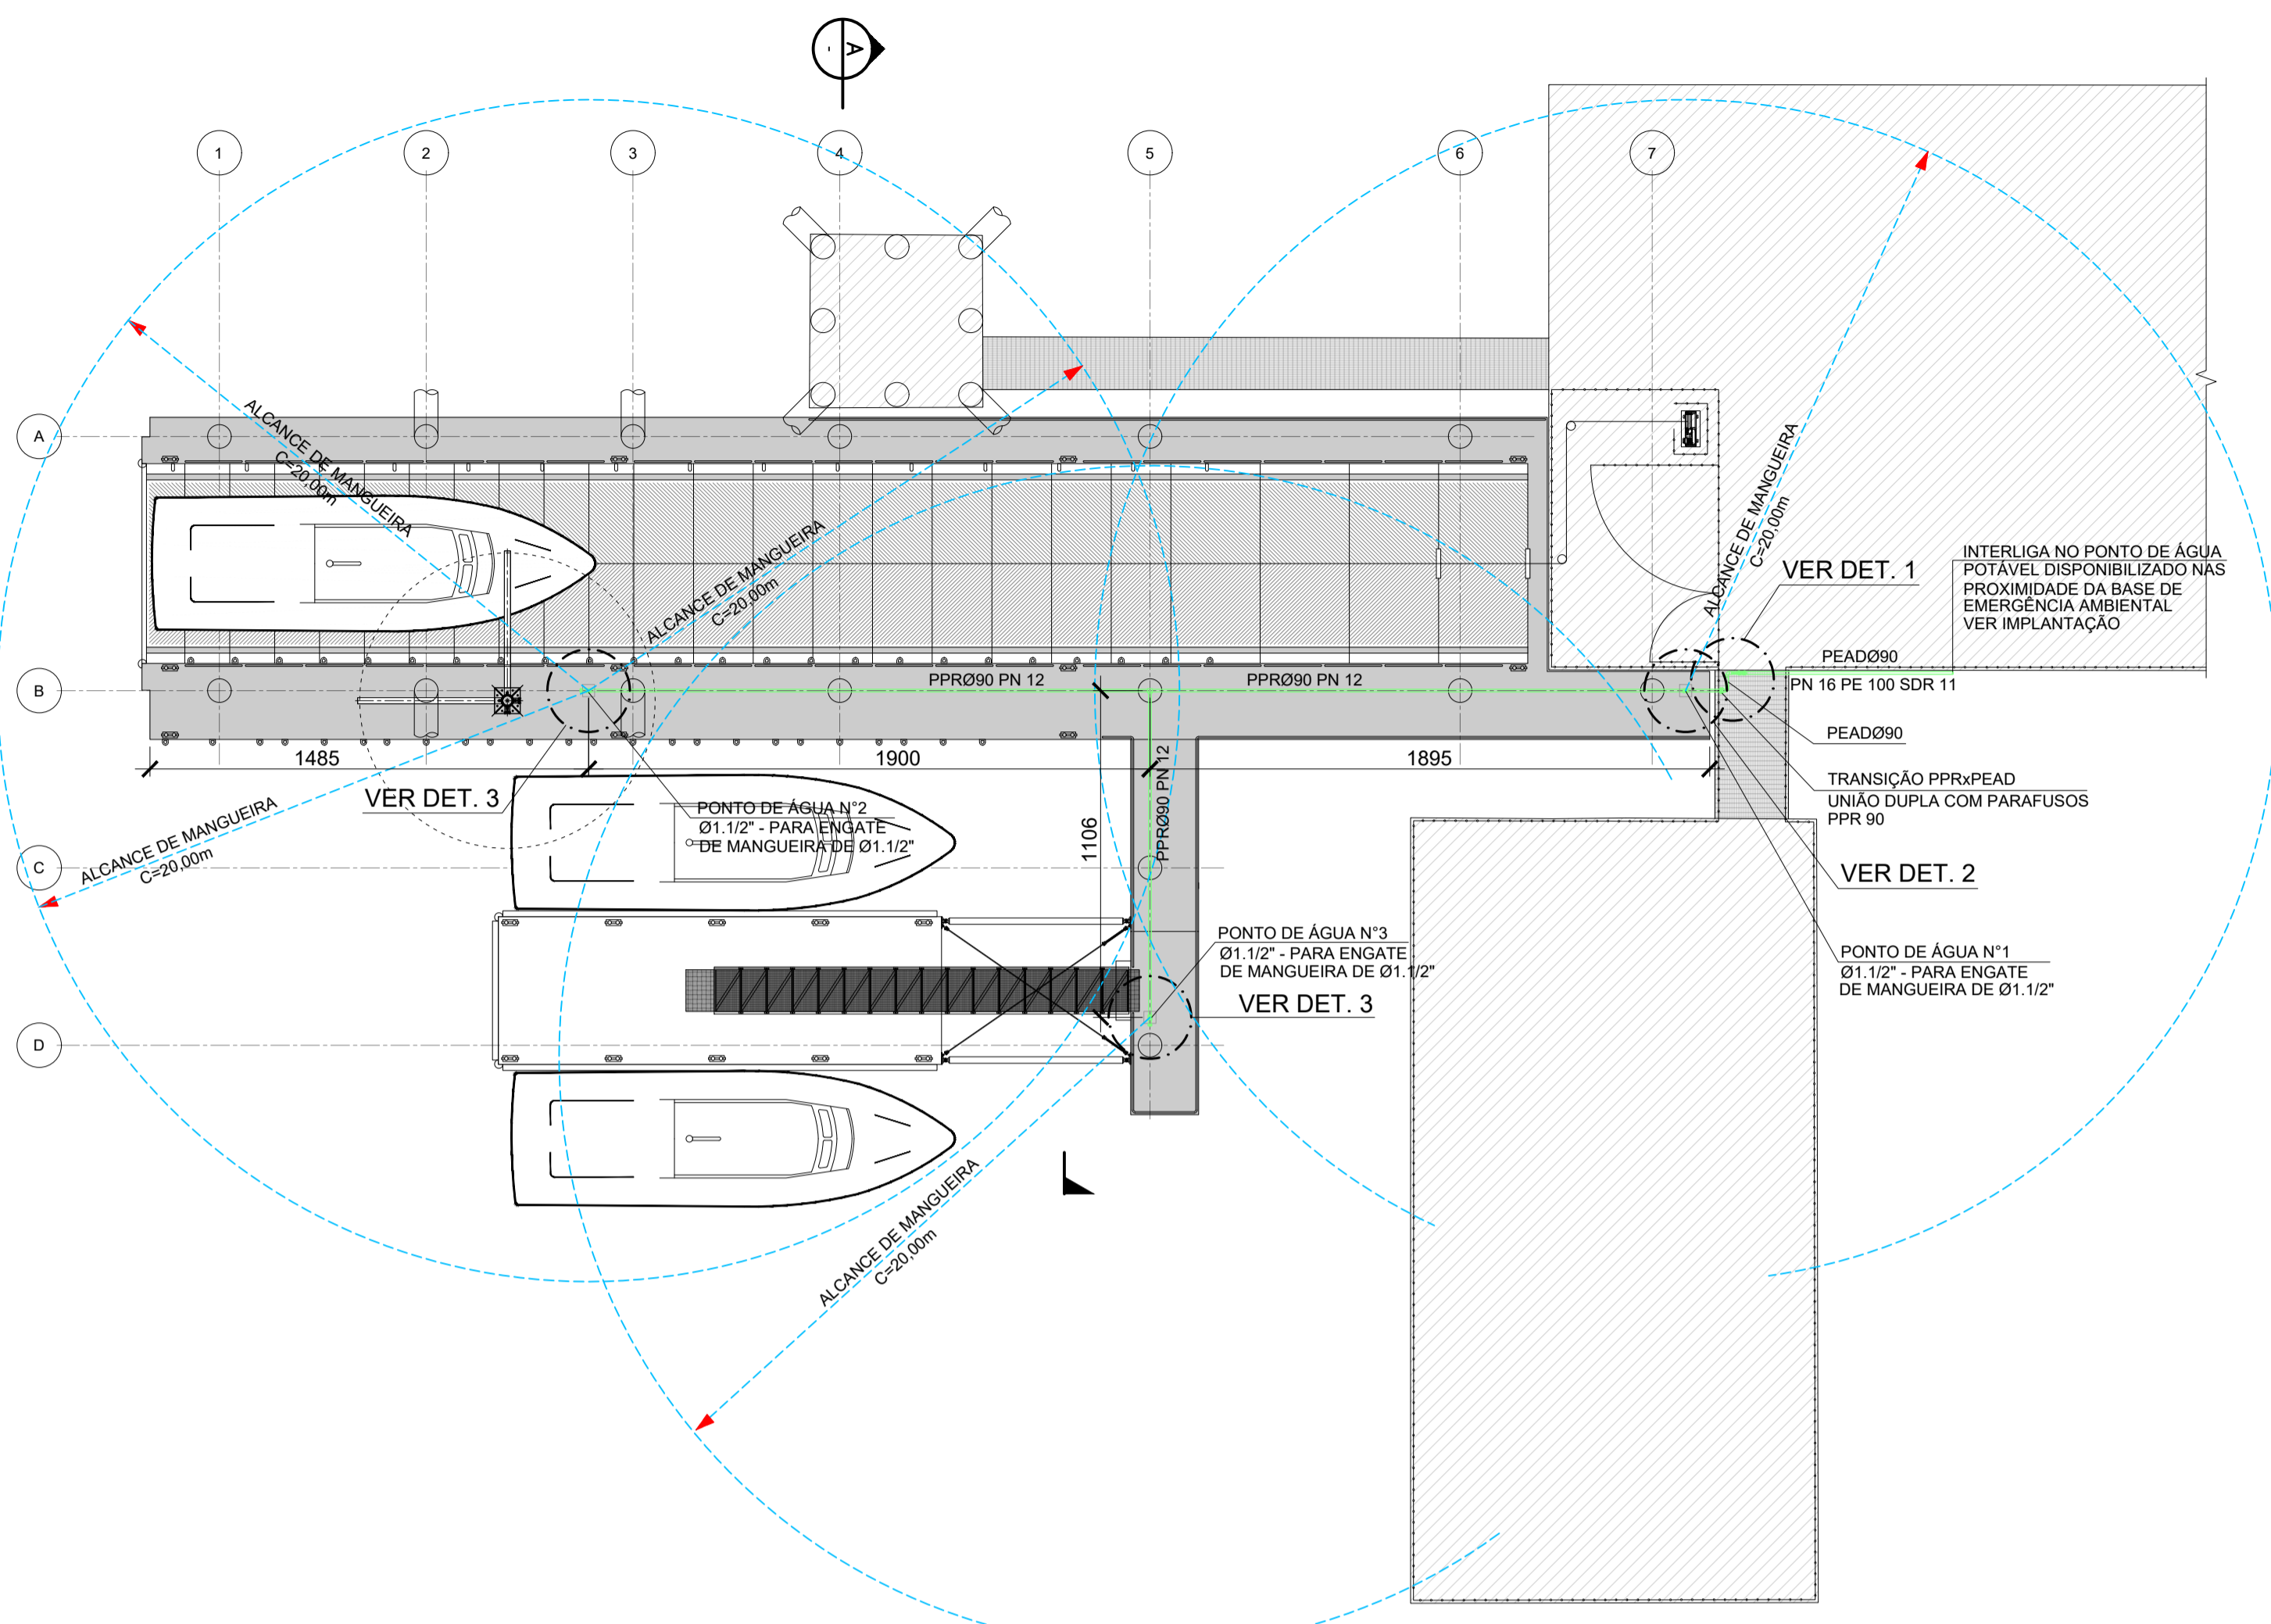 A
-
1
2
3
4
5
6
7
A
B
C
D
ALCANCE DE MANGUEIRA
C=20,00m
ALCANCE DE MANGUEIRA
C=20,00m
ALCANCE DE MANGUEIRA
C=20,00m
INTERLIGA NO PONTO DE ÁGUA
POTÁVEL DISPONIBILIZADO NAS
PROXIMIDADE DA BASE DE
EMERGÊNCIA AMBIENTAL
VER IMPLANTAÇÃO
VER DET. 1
PPRØ90 PN 12
PPRØ90 PN 12
PEADØ90
PN 16 PE 100 SDR 11
PEADØ90
1485
1900
1895
TRANSIÇÃO PPRxPEAD
UNIÃO DUPLA COM PARAFUSOS
PPR 90
VER DET. 3
PONTO DE ÁGUA N°2
Ø1.1/2" - PARA ENGATE
DE MANGUEIRA DE Ø1.1/2"
1106
PPRØ90 PN 12
ALCANCE DE MANGUEIRA
C=20,00m
VER DET. 2
PONTO DE ÁGUA N°3
Ø1.1/2" - PARA ENGATE
DE MANGUEIRA DE Ø1.1/2"
VER DET. 3
PONTO DE ÁGUA N°1
Ø1.1/2" - PARA ENGATE
DE MANGUEIRA DE Ø1.1/2"
ALCANCE DE MANGUEIRA
C=20,00m